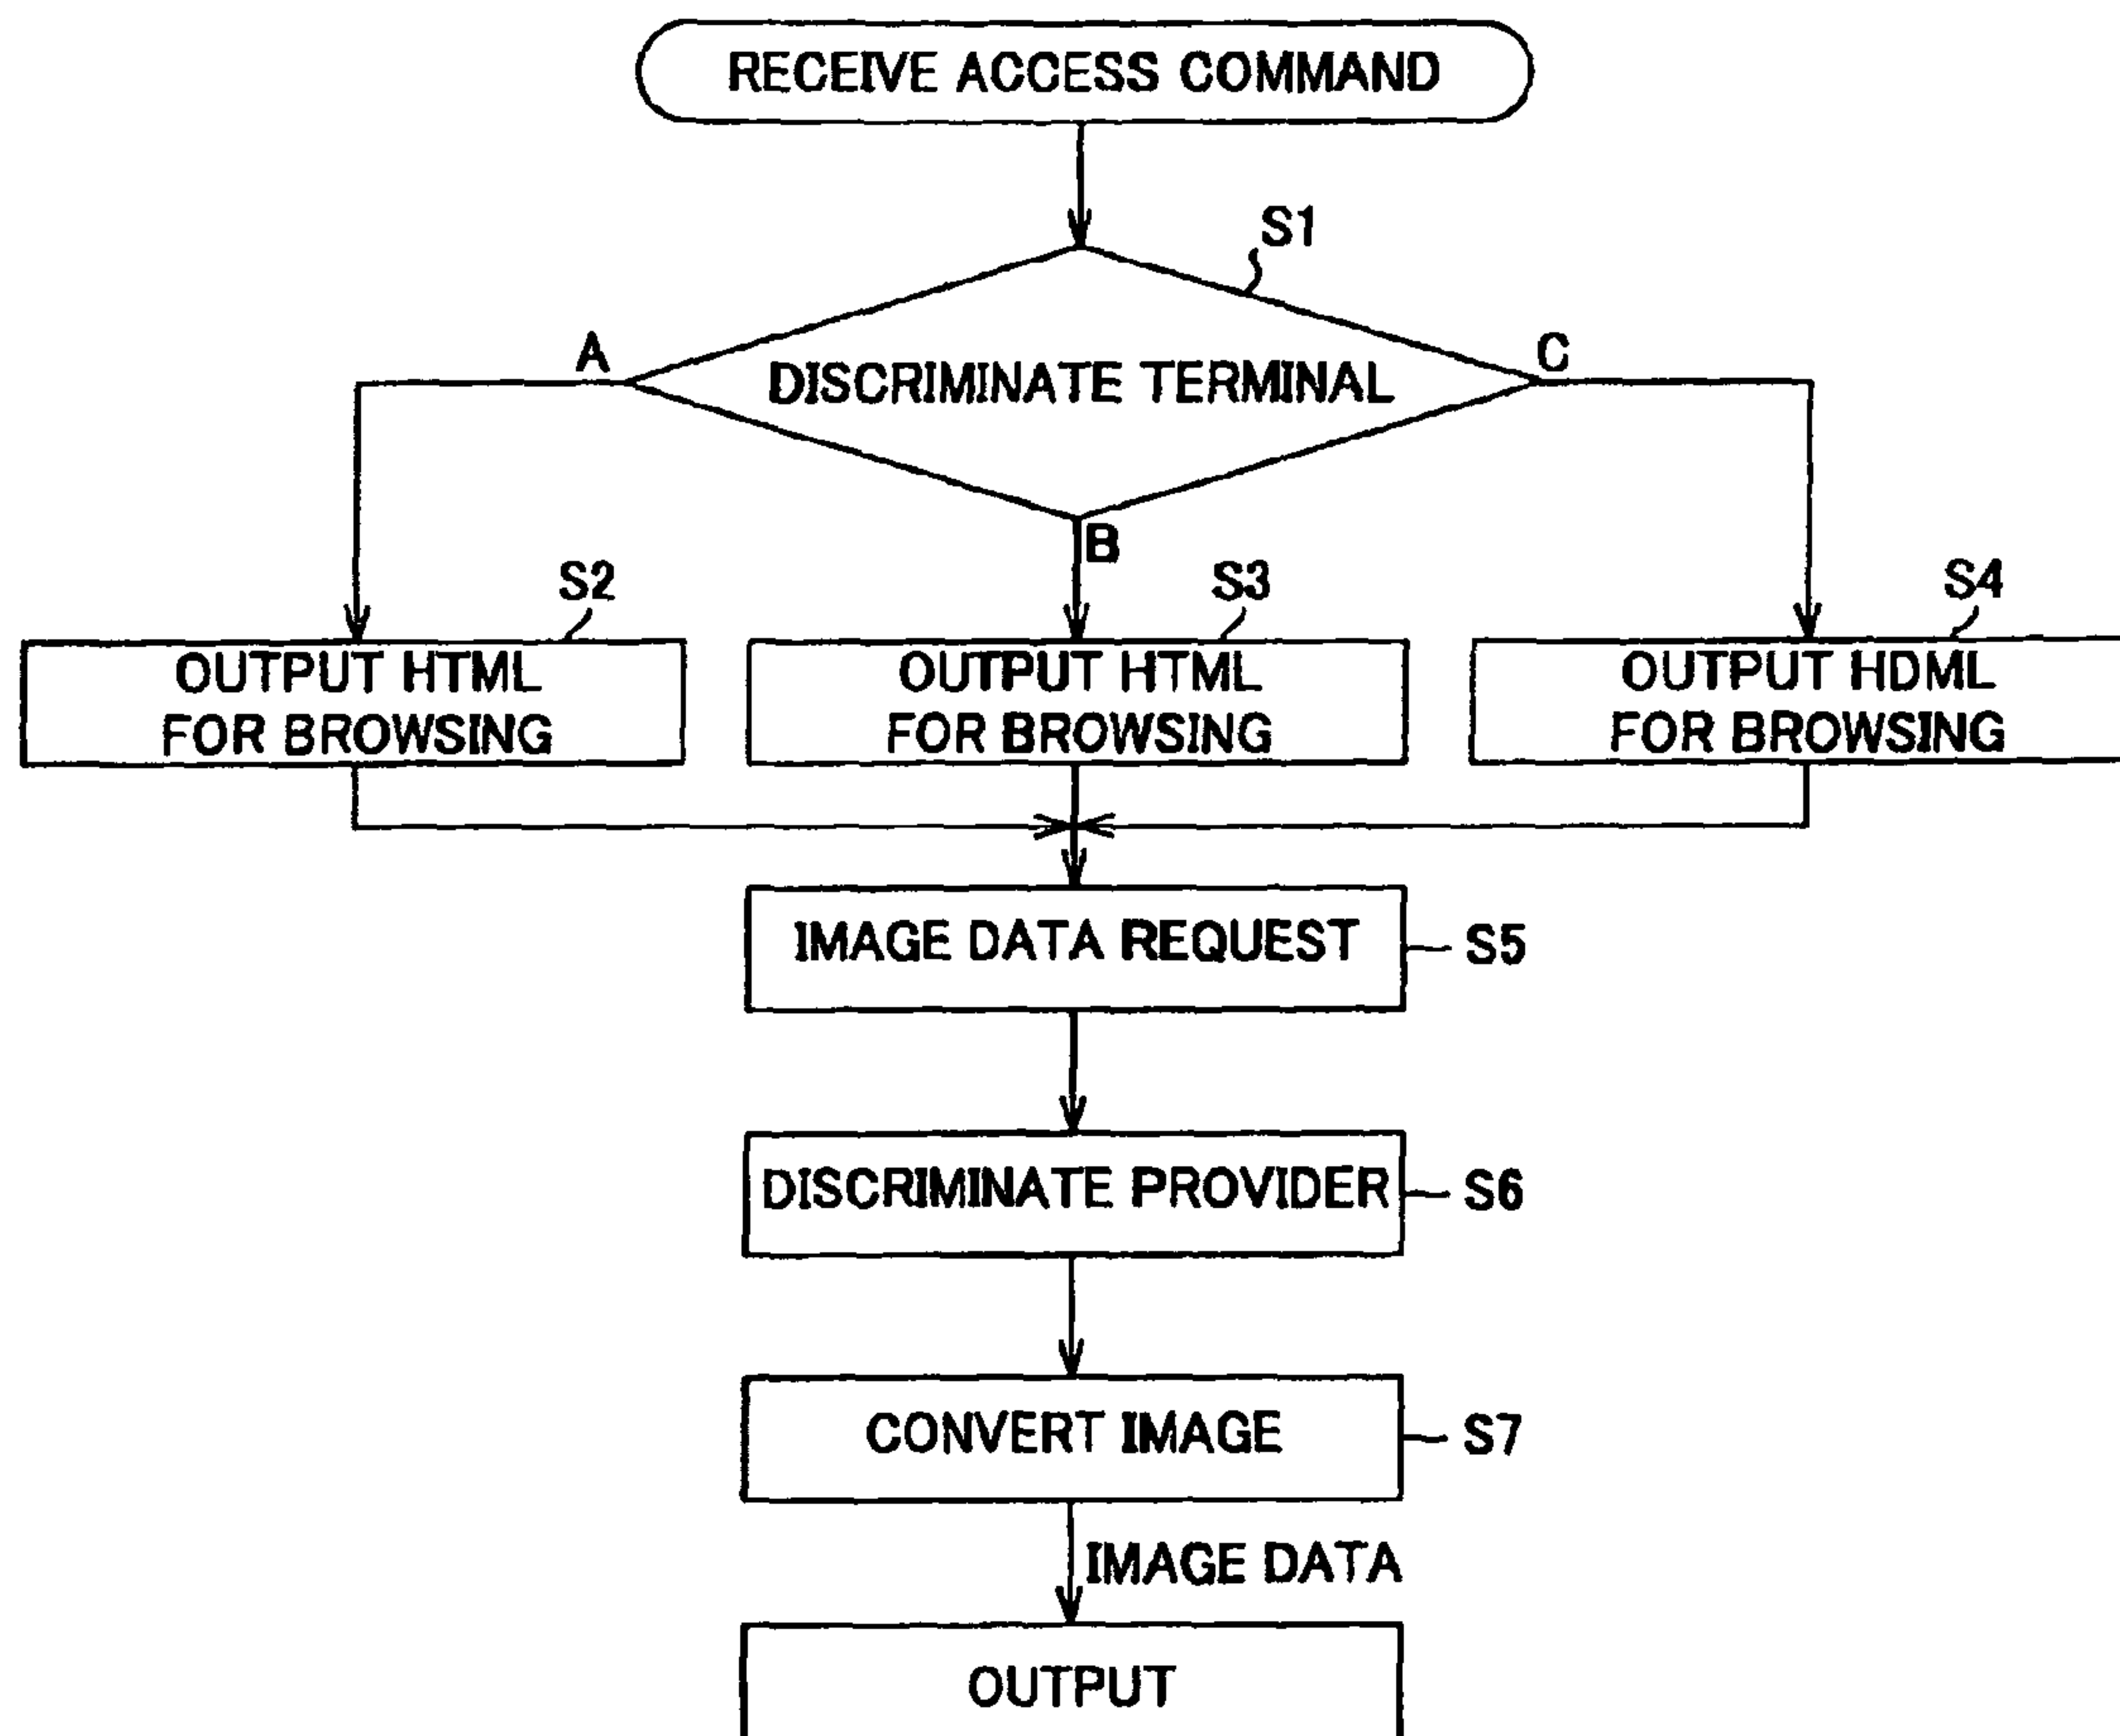 RECEIVE ACCESS COMMAND
S1
A
C
DISCRIMINATE TERMINAL
B
S2
S3
S4
OUTPUT HTML
FOR BROWSING
OUTPUT HTML
FOR BROWSING
OUTPUT HDML
FOR BROWSING
IMAGE DATA REQUEST
S5
DISCRIMINATE PROVIDER
S6
CONVERT IMAGE
S7
IMAGE DATA
OUTPUT